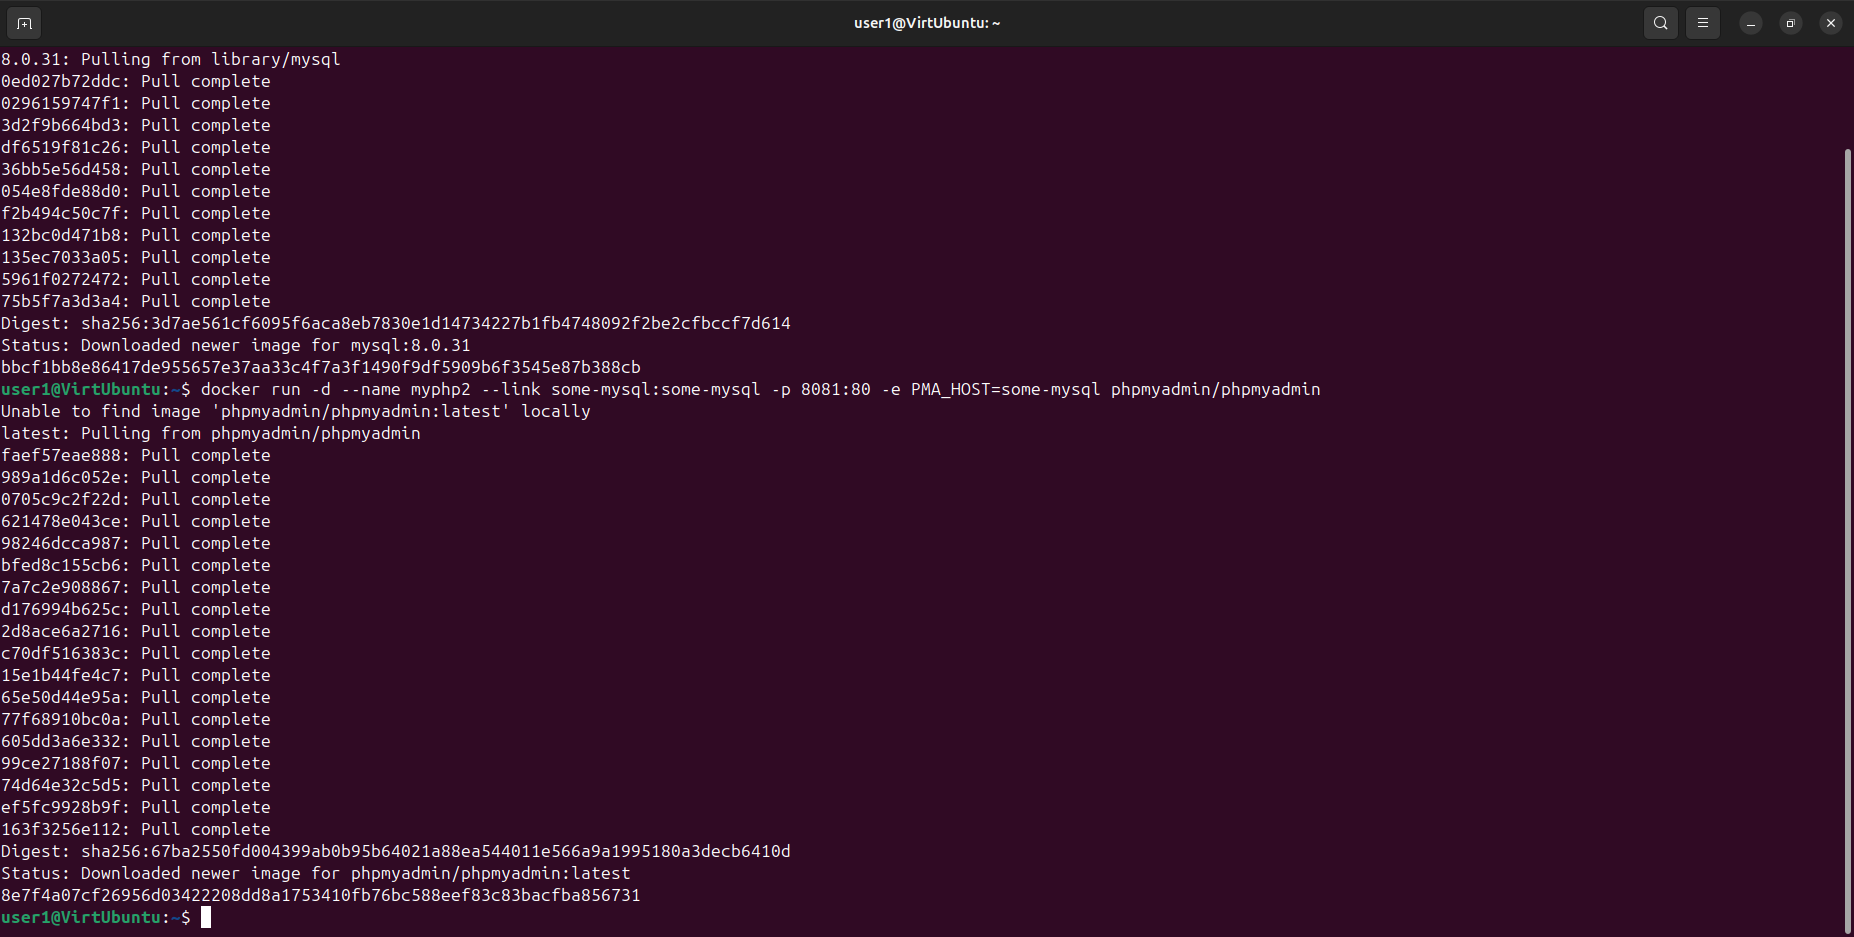 user1@VirtUbuntu: ~
8.0.31: Pulling from library/mysql
0ed027b72ddc: Pull complete
0296159747f1: Pull complete
3d2f9b664bd3: Pull complete
df6519f81c26: Pull complete
36bb5e56d458: Pull complete
054e8fde88d0: Pull complete
f2b494c50c7f: Pull complete
132bc0d471b8: Pull complete
135ec7033a05: Pull complete
5961f0272472: Pull complete
75b5f7a3d3a4: Pull complete
Digest: sha256:3d7ae561cf6095f6aca8eb7830e1d14734227b1fb4748092f2be2cfbccf7d614
Status: Downloaded newer image for mysql:8.0.31
bbcf1bb8e86417de955657e37aa33c4f7a3f1490f9df5909b6f3545e87b388cb
user1@VirtUbuntu:~$ docker run -d --name myphp2 --link some-mysql:some-mysql -p 8081:80 -e PMA_HOST=some-mysql phpmyadmin/phpmyadmin
Unable to find image 'phpmyadmin/phpmyadmin:latest' locally
latest: Pulling from phpmyadmin/phpmyadmin
faef57eae888: Pull complete
989a1d6c052e: Pull complete
0705c9c2f22d: Pull complete
621478e043ce: Pull complete
98246dcca987: Pull complete
bfed8c155cb6: Pull complete
7a7c2e908867: Pull complete
d176994b625c: Pull complete
2d8ace6a2716: Pull complete
c70df516383c: Pull complete
15e1b44fe4c7: Pull complete
65e50d44e95a: Pull complete
77f68910bc0a: Pull complete
605dd3a6e332: Pull complete
99ce27188f07: Pull complete
74d64e32c5d5: Pull complete
ef5fc9928b9f: Pull complete
163f3256e112: Pull complete
Digest: sha256:67ba2550fd004399ab0b95b64021a88ea544011e566a9a1995180a3decb6410d
Status: Downloaded newer image for phpmyadmin/phpmyadmin:latest
8e7f4a07cf26956d03422208dd8a1753410fb76bc588eef83c83bacfba856731
user1@VirtUbuntu:~$